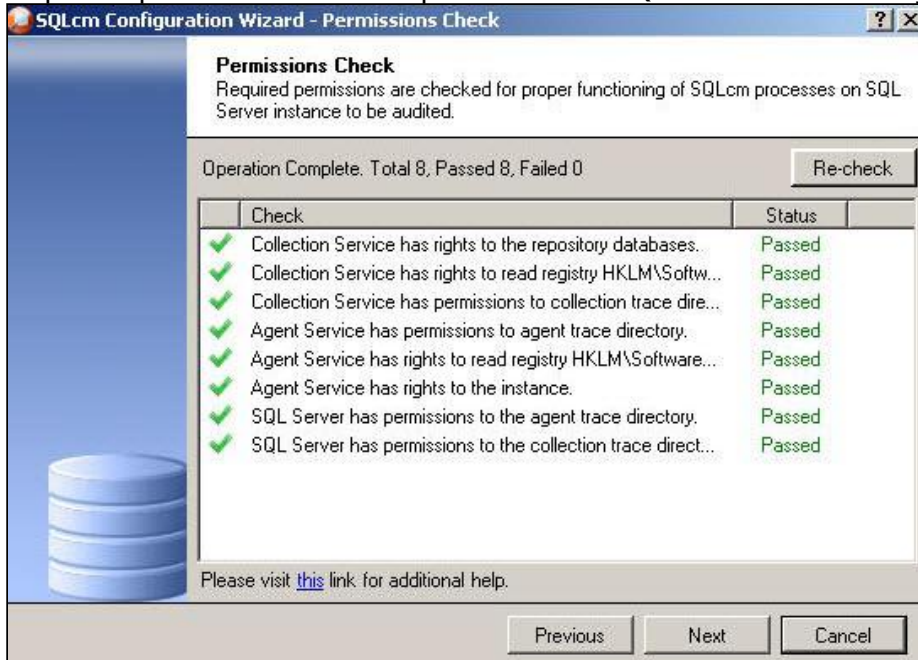 SQLcm Configuration Wizard - Permissions Check
Permissions Check
Required permissions are checked for proper functioning of SQLcm processes on SQL
Server instance to be audited.
Operation Complete. Total 8, Passed 8, Failed 0 Re-check
Check Status
Collection Service has rights to the repository databases. Passed
Collection Service has rights to read registry HKLM\Softw... Passed
Collection Service has permissions to collection trace dire... Passed
Agent Service has permissions to agent trace directory. Passed
Agent Service has rights to read registry HKLM\Software... Passed
Agent Service has rights to the instance. Passed
SQL Server has permissions to the agent trace directory. Passed
SQL Server has permissions to the collection trace direct... Passed
Please visit this link for additional help.
Previous Next Cancel